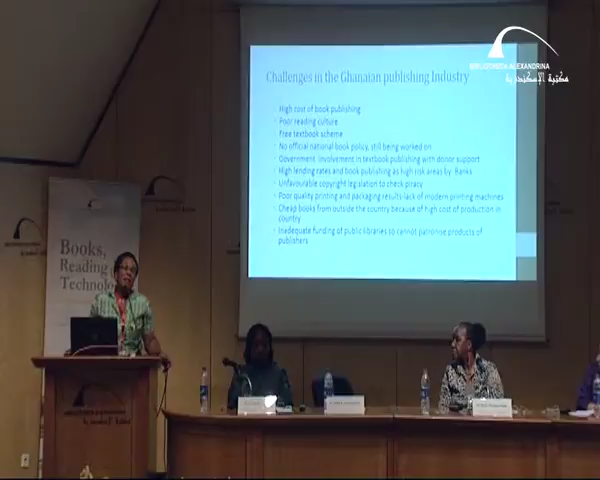 BIBLIOTHECA ALEXANDRINA
مكتبة الإسكندرية
Challenges in the Ghanaian publishing Industry
High cost of book publishing
Poor reading culture
Free textbook scheme
No official national book policy, still being worked on
Government involvement in textbook publishing with donor support
High lending rates and book publishing as high risk areas by Banks
Unfavourable copyright legislation to check piracy
Poor quality printing and packaging results-lack of modern printing machines
Cheap books from outside the country because of high cost of production in
country
Inadequate funding of public libraries so cannot patronise products of
publishers
Books,
Reading
Technolo